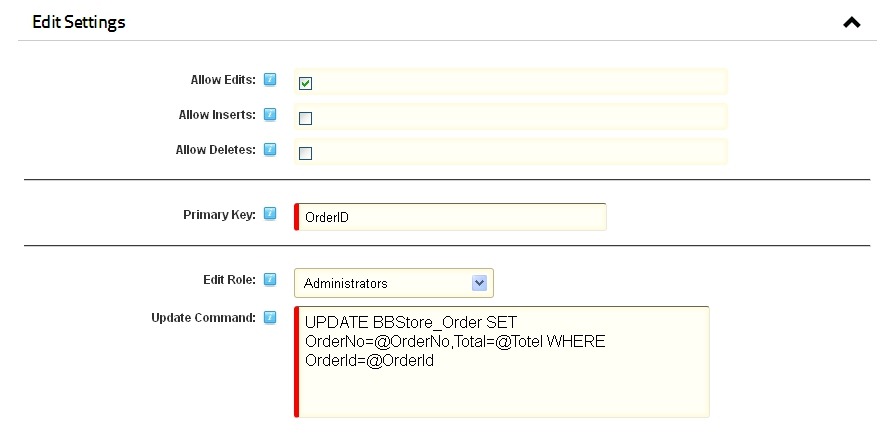 Edit Settings
Allow Edits:
Allow Inserts:
Allow Deletes:
Primary Key: OrderID
Edit Role: Administrators
Update Command: UPDATE BBStore_Order SET
OrderNo=@OrderNo,Total=@Totel WHERE
OrderId=@OrderId